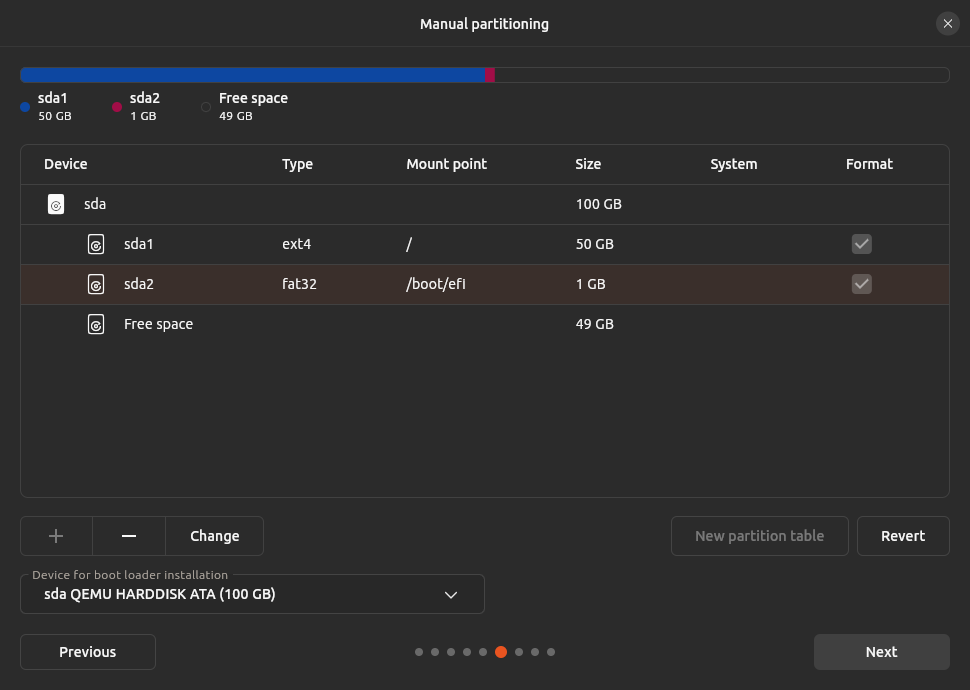 Manual partitioning
sda1 sda2 Free space
50 GB 1 GB 49 GB
Device Type Mount point Size System Format
sda 100 GB
sda1 ext4 / 50 GB
sda2 fat32 /boot/efi 1 GB
Free space 49 GB
+ − Change New partition table Revert
Device for boot loader installation
sda QEMU HARDDISK ATA (100 GB)
Previous Next